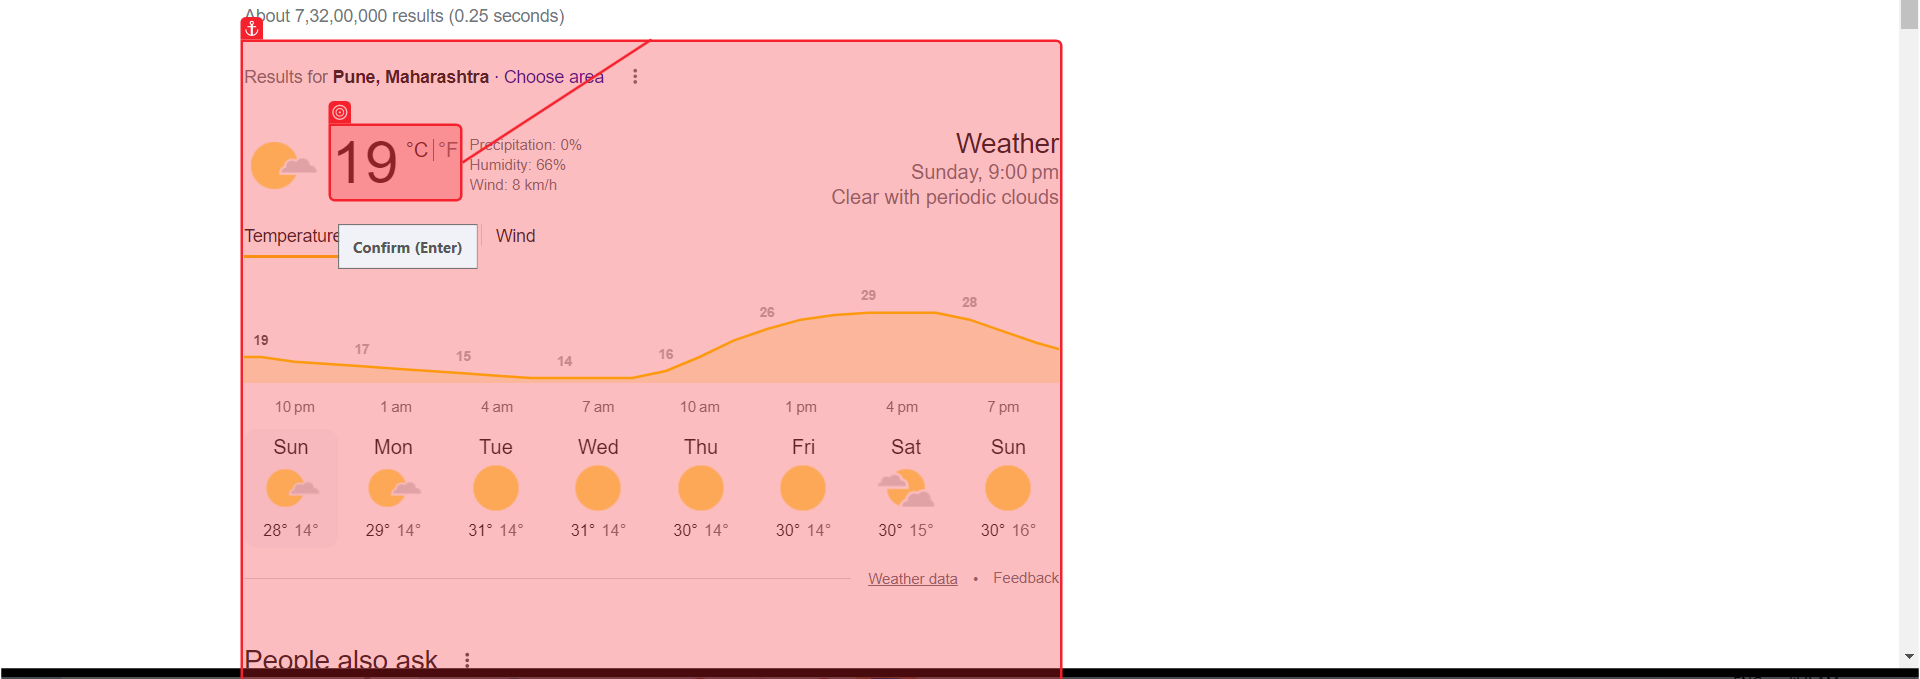 About 7,32,00,000 results (0.25 seconds)
Results for Pune, Maharashtra · Choose area
19 °C | °F
Precipitation: 0%
Humidity: 66%
Wind: 8 km/h
Weather
Sunday, 9:00 pm
Clear with periodic clouds
Temperature
Confirm (Enter)
Wind
19 17 15 14 16 26 29 28
10 pm 1 am 4 am 7 am 10 am 1 pm 4 pm 7 pm
Sun Mon Tue Wed Thu Fri Sat Sun
28° 14° 29° 14° 31° 14° 31° 14° 30° 14° 30° 14° 30° 15° 30° 16°
Weather data • Feedback
People also ask